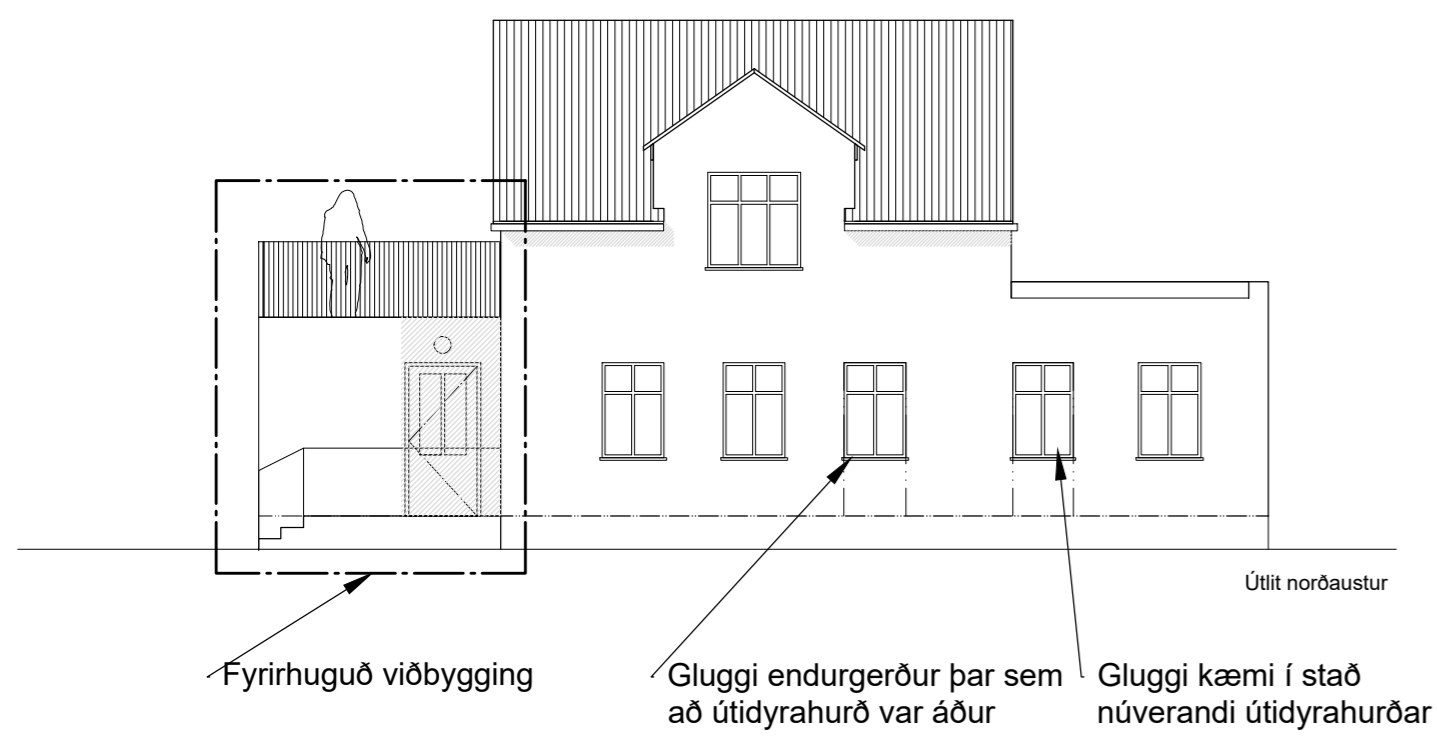 Útlit norðaustur
Fyrirhuguð viðbygging
Gluggi endurgerður þar sem
að útidyrahurð var áður
Gluggi kæmi í stað
núverandi útidyrahurðar